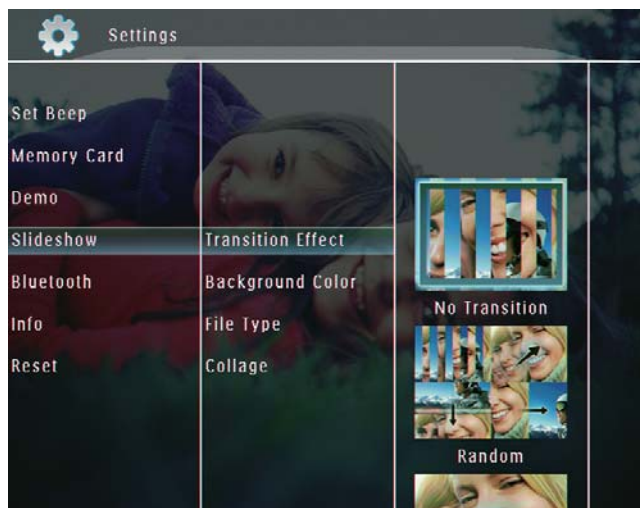 Settings
Set Beep
Memory Card
Demo
Slideshow
Bluetooth
Info
Reset
Transition Effect
Background Color
File Type
Collage
No Transition
Random